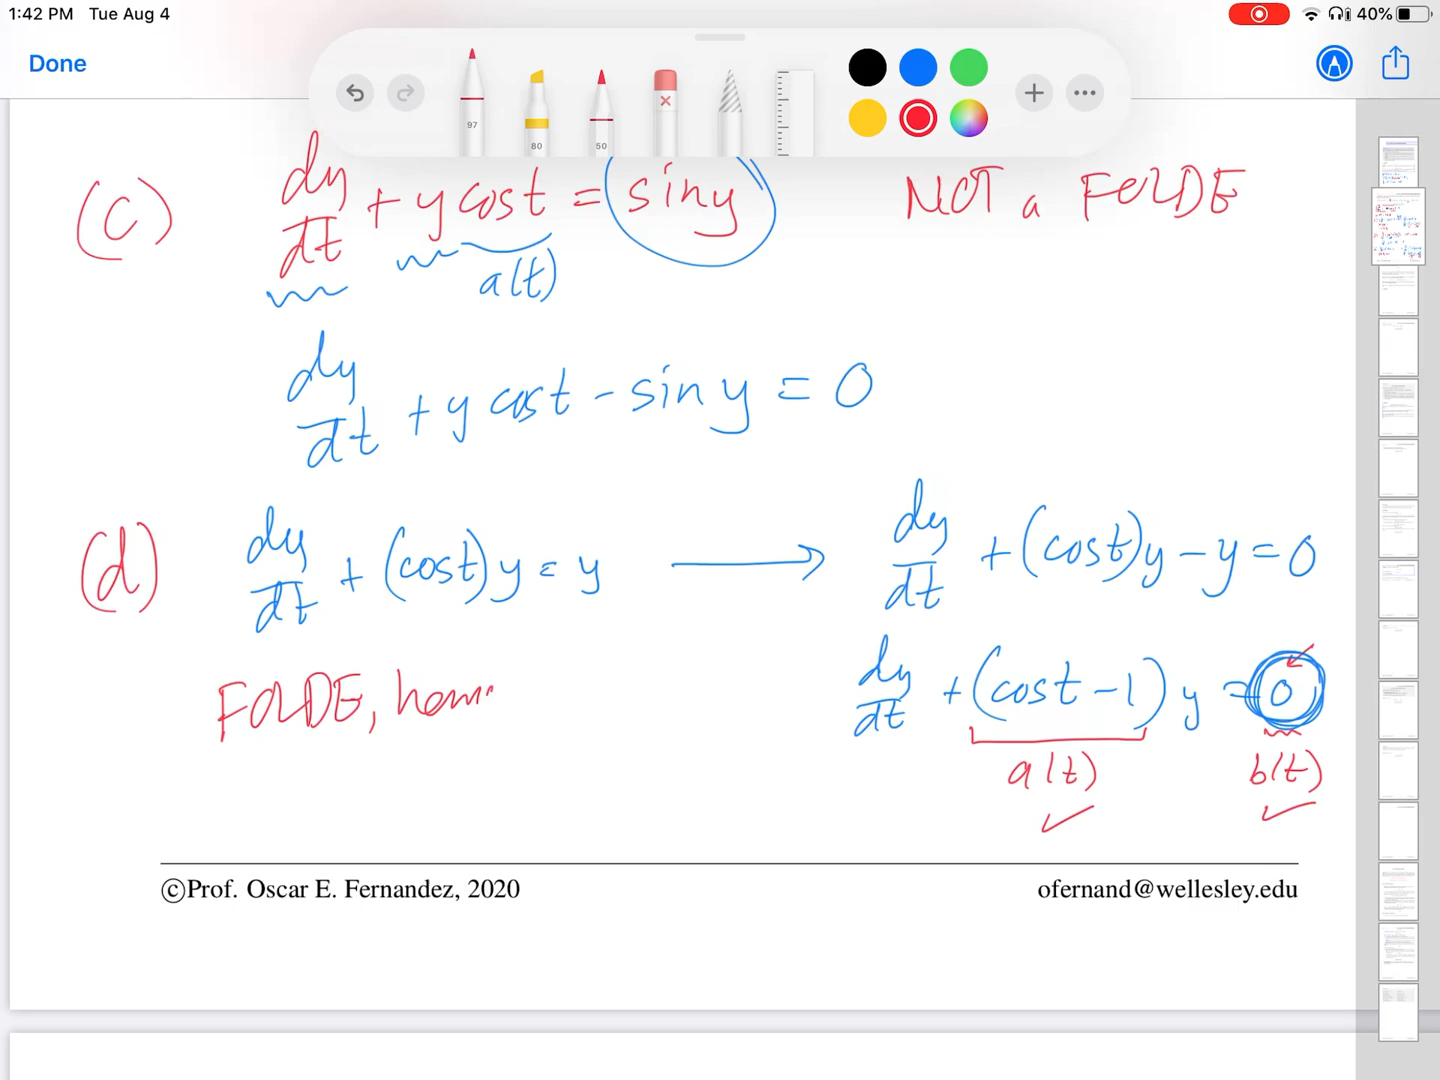 1:42 PM Tue Aug 4
40%
Done
97
80
50
(c) dy/dt + y cost = siny NOT a FOLDE
a(t)
dy/dt + y cost - sin y = 0
(d) dy/dt + (cost) y = y → dy/dt + (cost)y - y = 0
dy/dt + (cost - 1) y = 0
FOLDE, hom
a(t) b(t)
✓ ✓
©Prof. Oscar E. Fernandez, 2020
ofernand@wellesley.edu